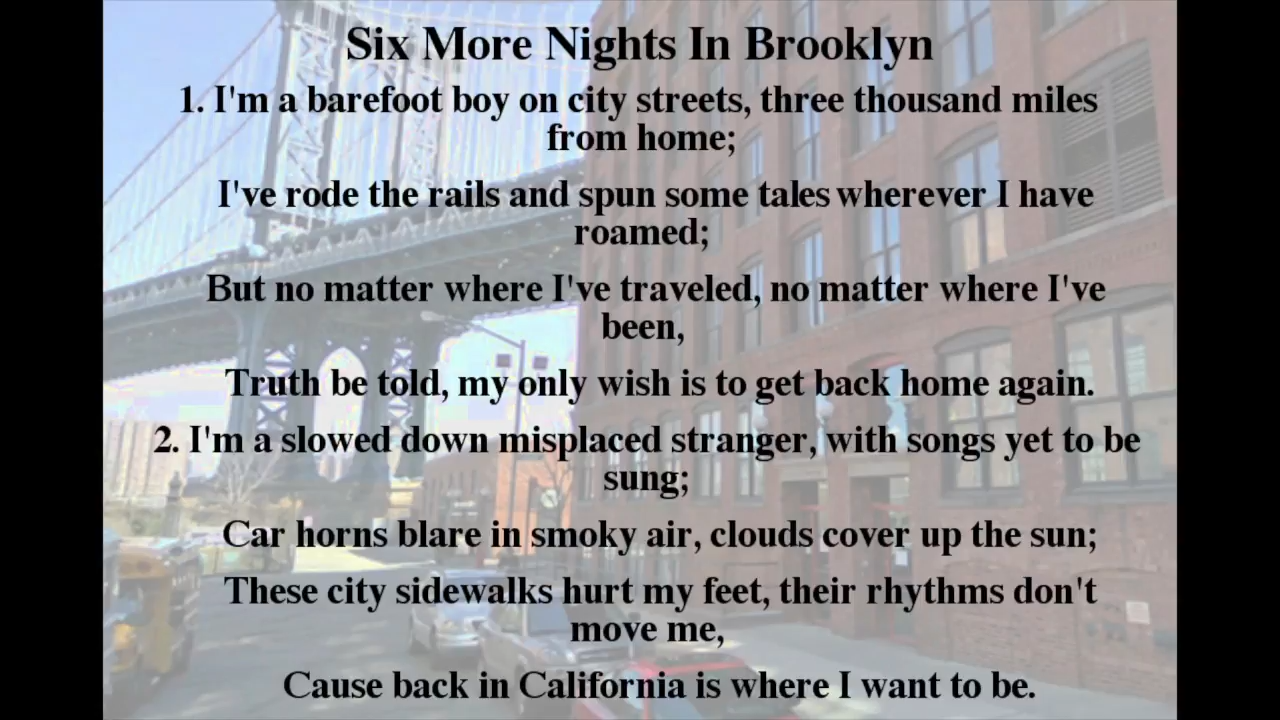 Six More Nights In Brooklyn
1. I'm a barefoot boy on city streets, three thousand miles
from home;
I've rode the rails and spun some tales wherever I have
roamed;
But no matter where I've traveled, no matter where I've
been,
Truth be told, my only wish is to get back home again.
2. I'm a slowed down misplaced stranger, with songs yet to be
sung;
Car horns blare in smoky air, clouds cover up the sun;
These city sidewalks hurt my feet, their rhythms don't
move me,
Cause back in California is where I want to be.